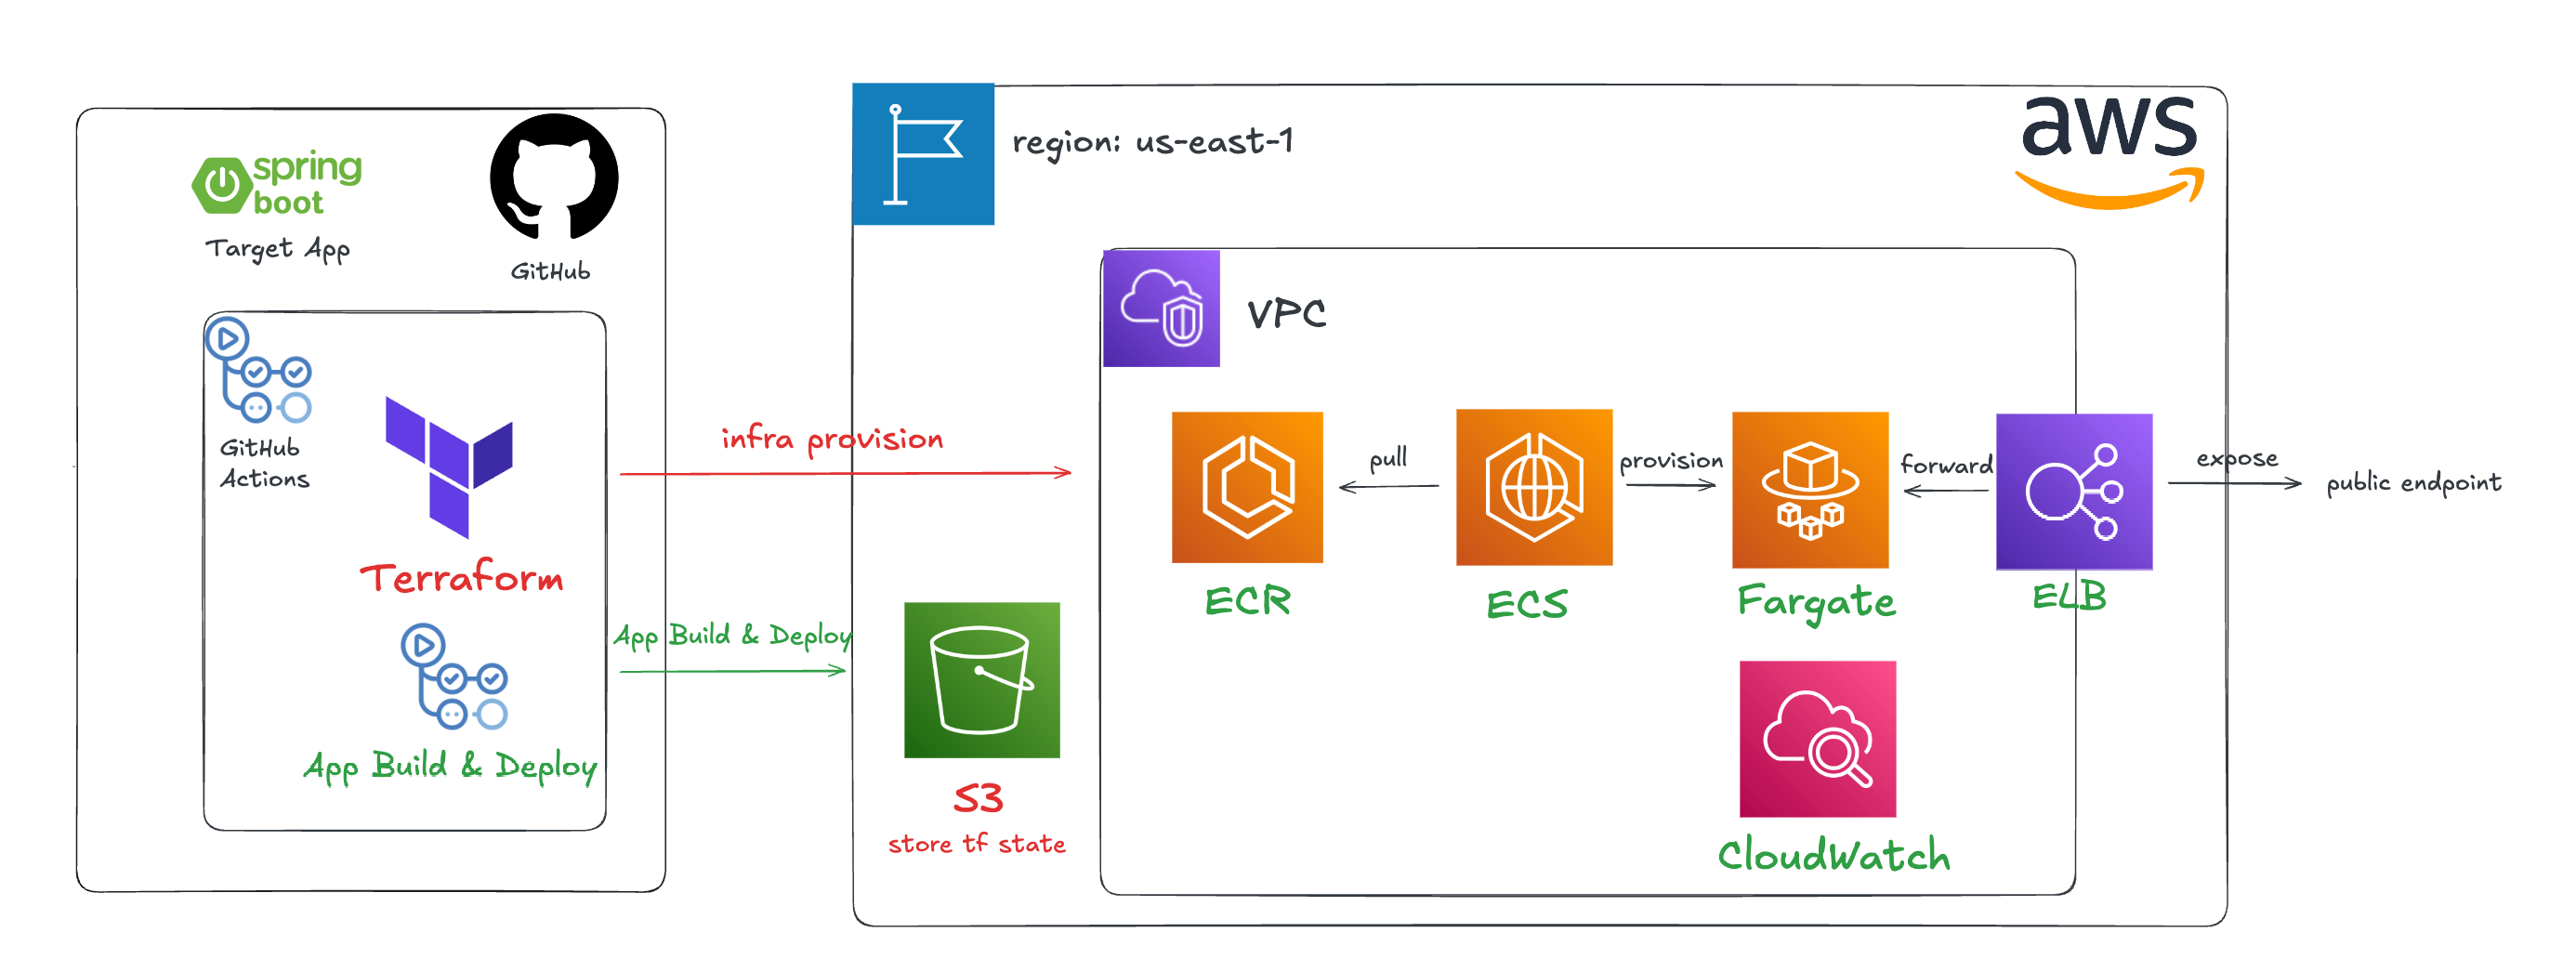 spring
boot
Target App
GitHub
GitHub
Actions
Terraform
App Build & Deploy
infra provision
App Build & Deploy
region: us-east-1
aws
VPC
pull
provision
forward
expose
public endpoint
ECR
ECS
Fargate
ELB
S3
store tf state
CloudWatch